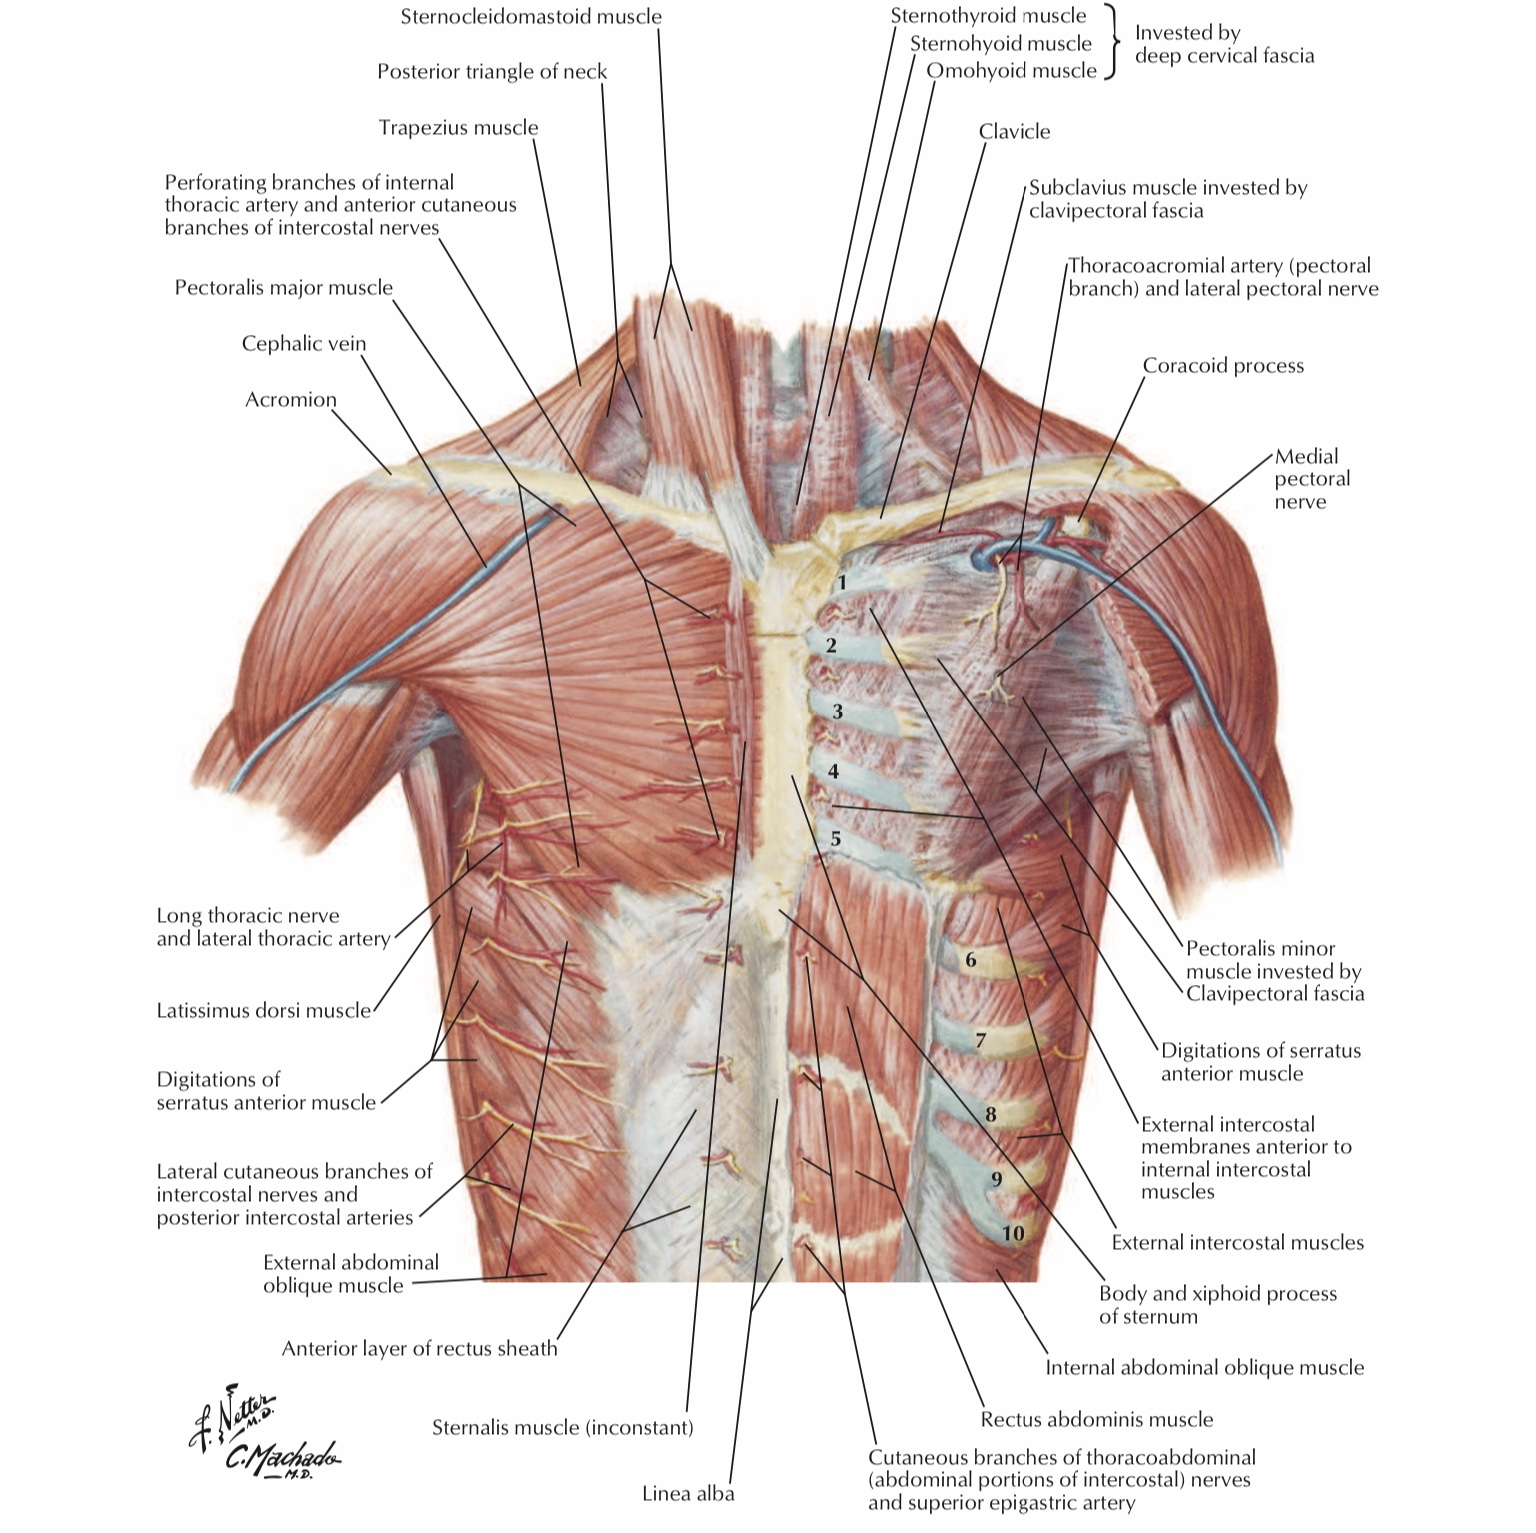 Sternocleidomastoid muscle
Posterior triangle of neck
Trapezius muscle
Perforating branches of internal
thoracic artery and anterior cutaneous
branches of intercostal nerves
Pectoralis major muscle
Cephalic vein
Acromion
Sternothyroid muscle
Sternohyoid muscle
Omohyoid muscle
Invested by
deep cervical fascia
Clavicle
Subclavius muscle invested by
clavipectoral fascia
Thoracoacromial artery (pectoral
branch) and lateral pectoral nerve
Coracoid process
Medial
pectoral
nerve
1
2
3
4
5
6
7
8
9
10
Long thoracic nerve
and lateral thoracic artery
Latissimus dorsi muscle
Digitations of
serratus anterior muscle
Lateral cutaneous branches of
intercostal nerves and
posterior intercostal arteries
External abdominal
oblique muscle
Anterior layer of rectus sheath
Sternalis muscle (inconstant)
Linea alba
Pectoralis minor
muscle invested by
Clavipectoral fascia
Digitations of serratus
anterior muscle
External intercostal
membranes anterior to
internal intercostal
muscles
External intercostal muscles
Body and xiphoid process
of sternum
Internal abdominal oblique muscle
Rectus abdominis muscle
Cutaneous branches of thoracoabdominal
(abdominal portions of intercostal) nerves
and superior epigastric artery
F. Netter
M.D.
C. Machado
M.D.